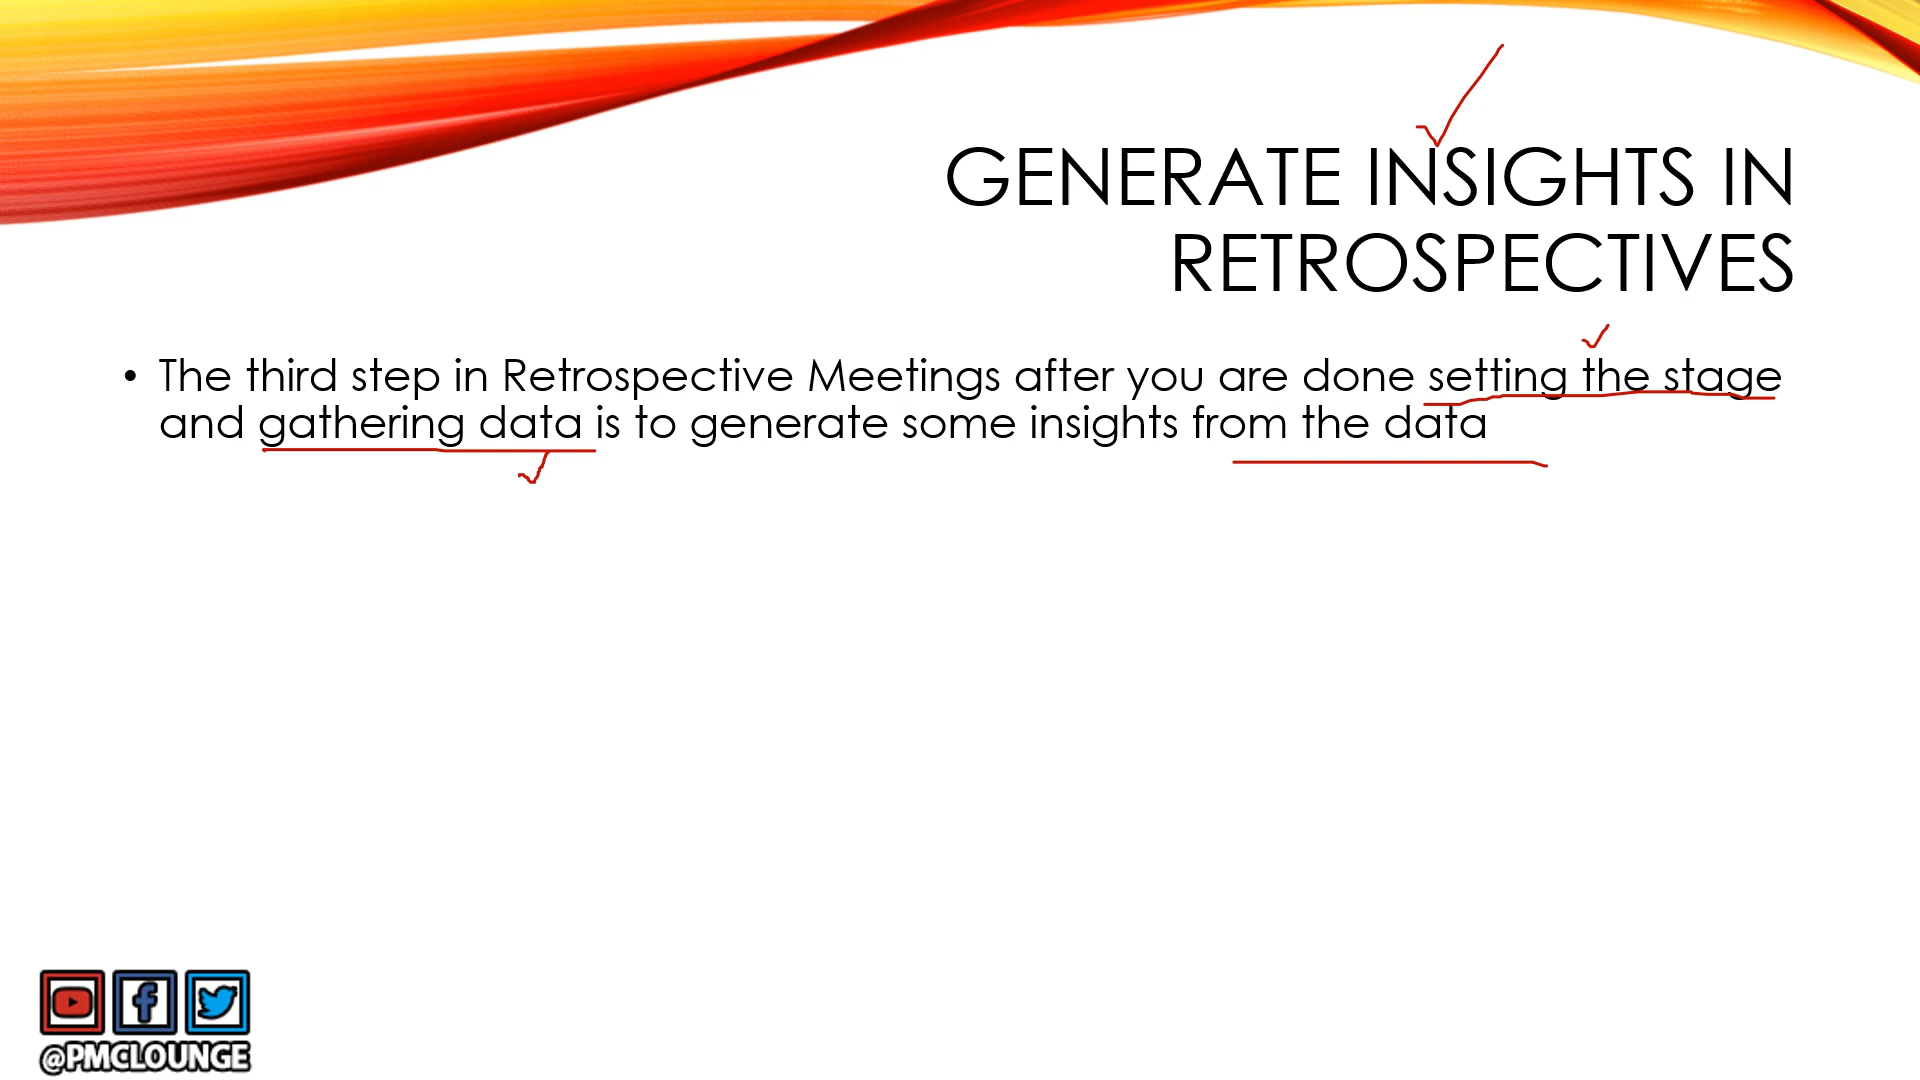 GENERATE INSIGHTS IN
RETROSPECTIVES
• The third step in Retrospective Meetings after you are done setting the stage
and gathering data is to generate some insights from the data
@PMCLOUNGE